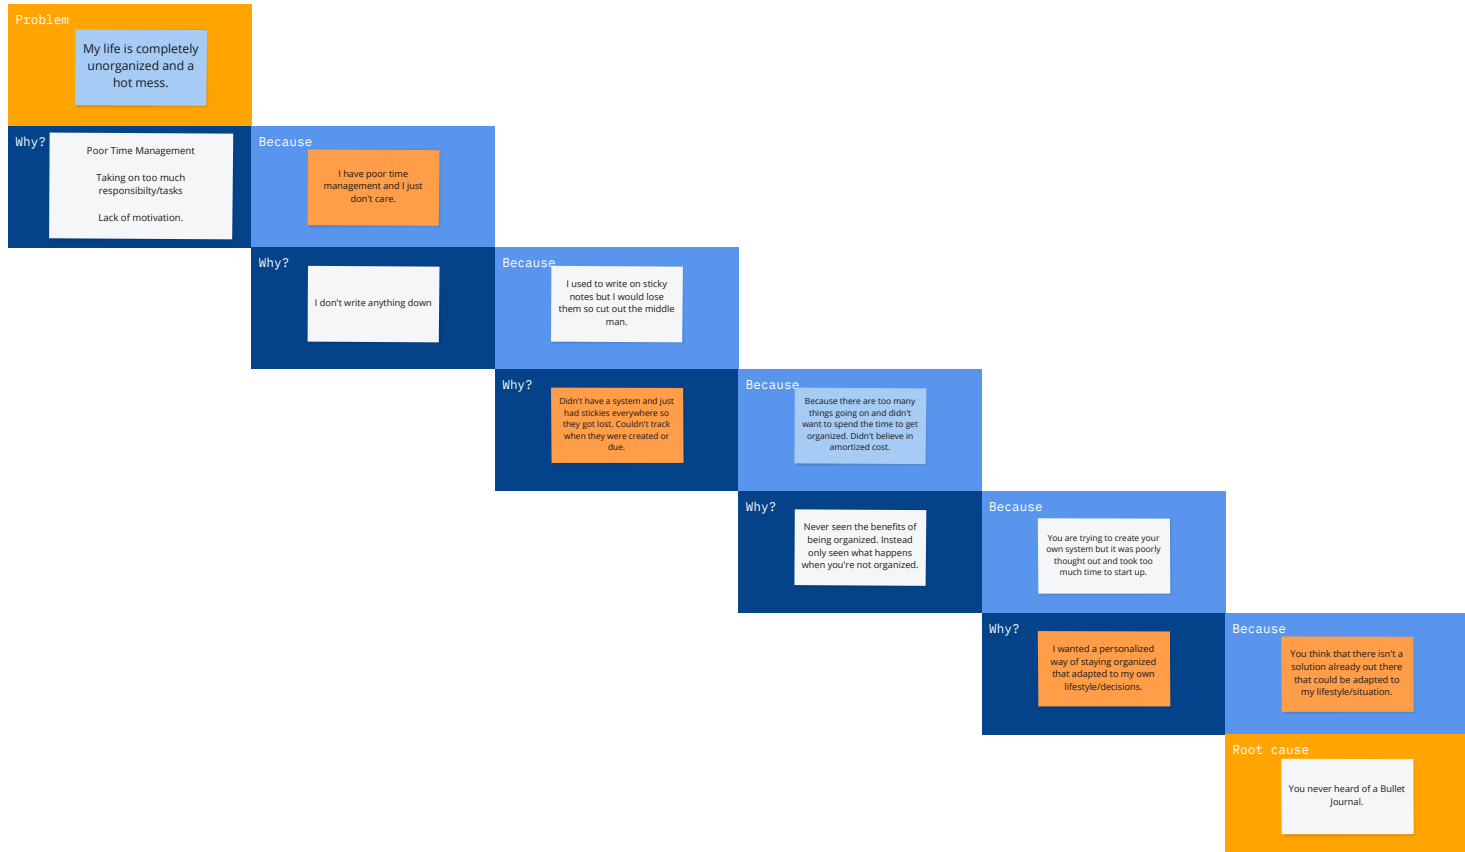 Problem
My life is completely
unorganized and a
hot mess.
Why?
Poor Time Management
Taking on too much
responsibilty/tasks
Lack of motivation.
Because
I have poor time
management and I just
don't care.
Why?
I don't write anything down
Because
I used to write on sticky
notes but I would lose
them so cut out the middle
man.
Why?
Didn't have a system and just
had stickies everywhere so
they got lost. Couldn't track
when they were created or
due.
Because
Because there are too many
things going on and didn't
want to spend the time to get
organized. Didn't believe in
amortized cost.
Why?
Never seen the benefits of
being organized. Instead
only seen what happens
when you're not organized.
Because
You are trying to create your
own system but it was poorly
thought out and took too
much time to start up.
Why?
I wanted a personalized
way of staying organized
that adapted to my own
lifestyle/decisions.
Because
You think that there isn't a
solution already out there
that could be adapted to
my lifestyle/situation.
Root cause
You never heard of a Bullet
Journal.